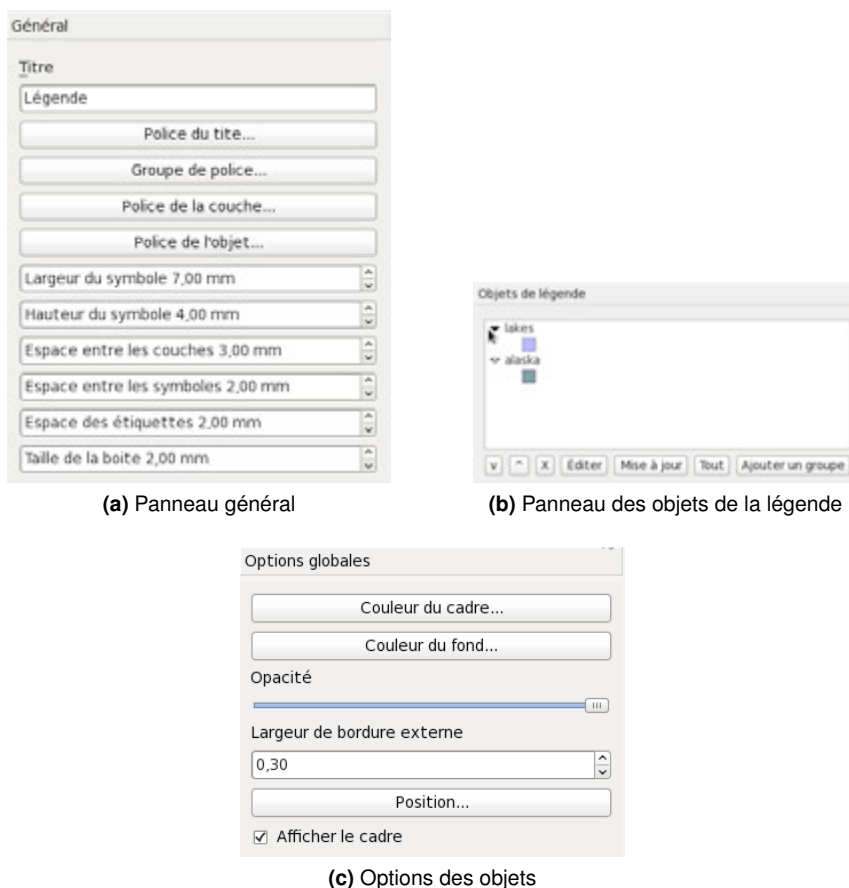 Général
Titre
Légende
Police du tite...
Groupe de police...
Police de la couche...
Police de l'objet...
Largeur du symbole 7,00 mm
Hauteur du symbole 4,00 mm
Espace entre les couches 3,00 mm
Espace entre les symboles 2,00 mm
Espace des étiquettes 2,00 mm
Taille de la boite 2,00 mm
(a) Panneau général
Objets de légende
lakes
alaska
v ^ X Editer Mise à jour Tout Ajouter un groupe
(b) Panneau des objets de la légende
Options globales
Couleur du cadre...
Couleur du fond...
Opacité
Largeur de bordure externe
0,30
Position...
Afficher le cadre
(c) Options des objets